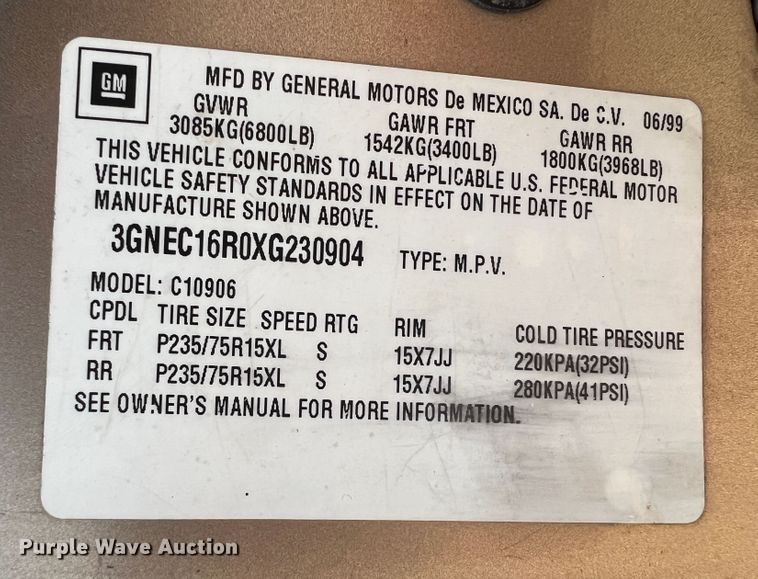 GM
MFD BY GENERAL MOTORS De MEXICO SA. De C.V. 06/99
GVWR GAWR FRT GAWR RR
3085KG(6800LB) 1542KG(3400LB) 1800KG(3968LB)
THIS VEHICLE CONFORMS TO ALL APPLICABLE U.S. FEDERAL MOTOR
VEHICLE SAFETY STANDARDS IN EFFECT ON THE DATE OF
MANUFACTURE SHOWN ABOVE.
3GNEC16R0XG230904 TYPE: M.P.V.
MODEL: C10906
CPDL TIRE SIZE SPEED RTG RIM COLD TIRE PRESSURE
FRT P235/75R15XL S 15X7JJ 220KPA(32PSI)
RR P235/75R15XL S 15X7JJ 280KPA(41PSI)
SEE OWNER'S MANUAL FOR MORE INFORMATION.
Purple Wave Auction